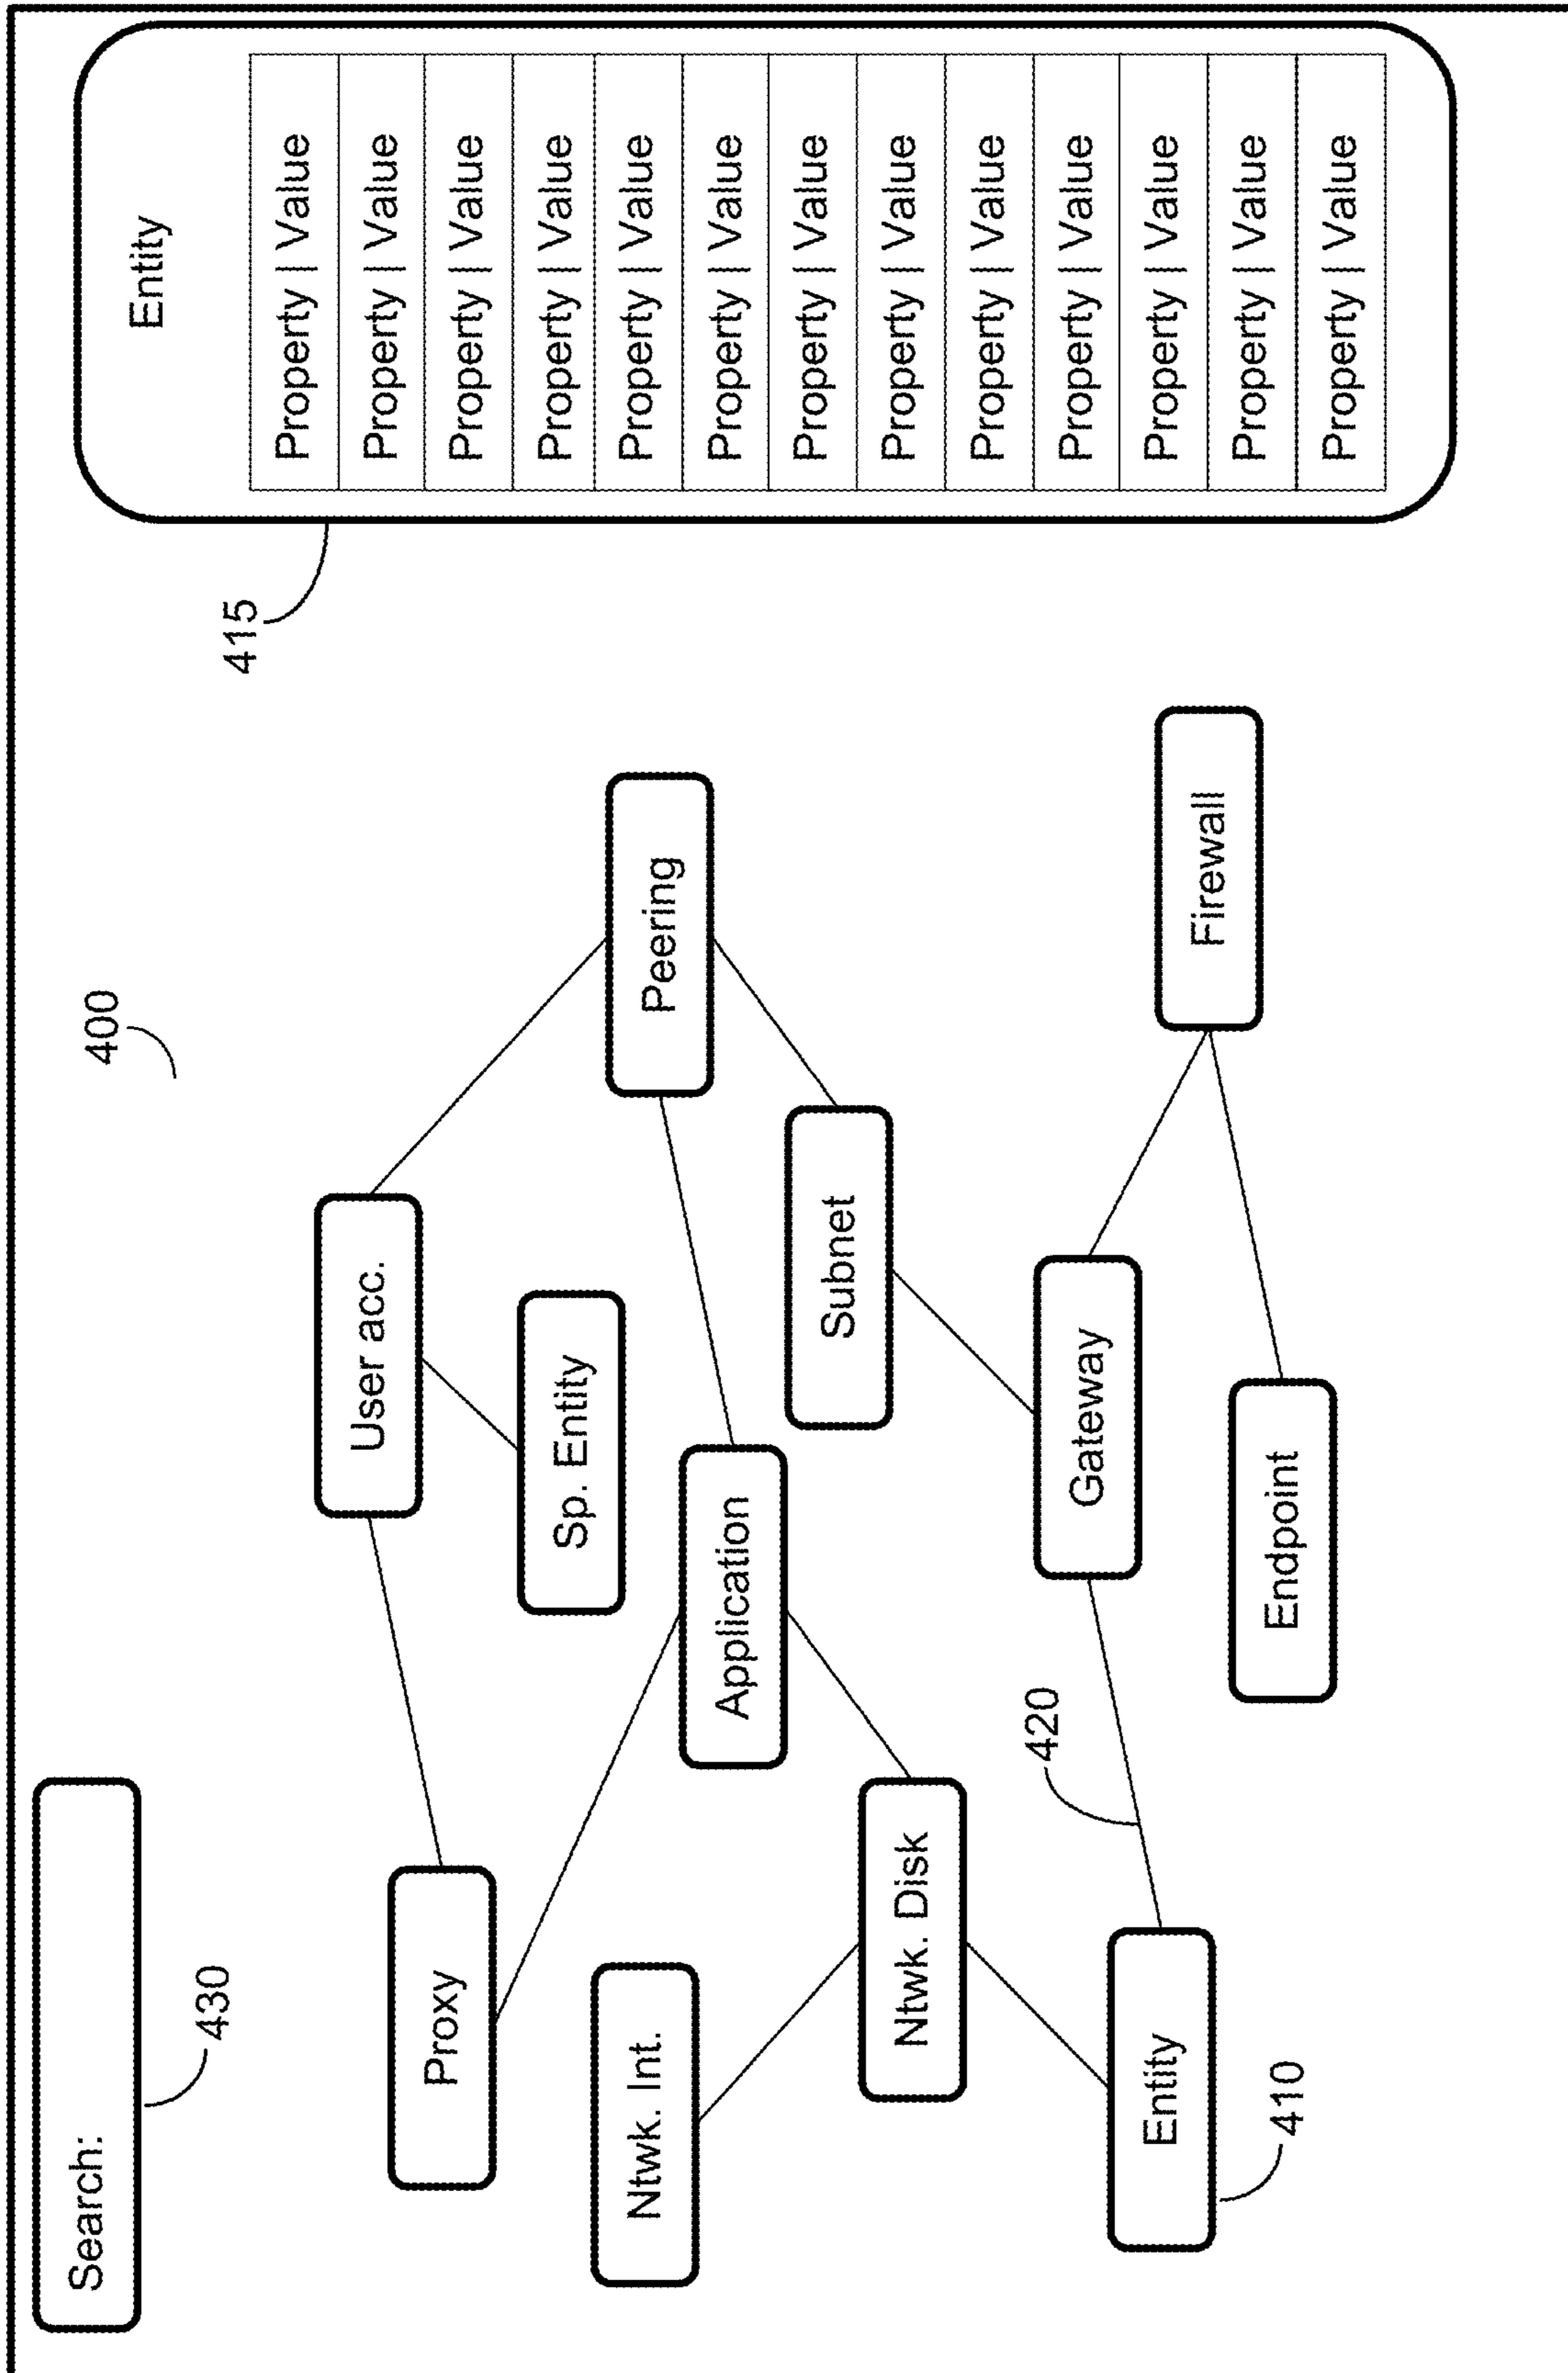 Search:
430
400
User acc.
Proxy
Sp. Entity
Ntwk. Int.
Peering
Application
Subnet
Ntwk. Disk
420
Gateway
Entity
Firewall
Endpoint
410
415
Entity
Property | Value
Property | Value
Property | Value
Property | Value
Property | Value
Property | Value
Property | Value
Property | Value
Property | Value
Property | Value
Property | Value
Property | Value
Property | Value